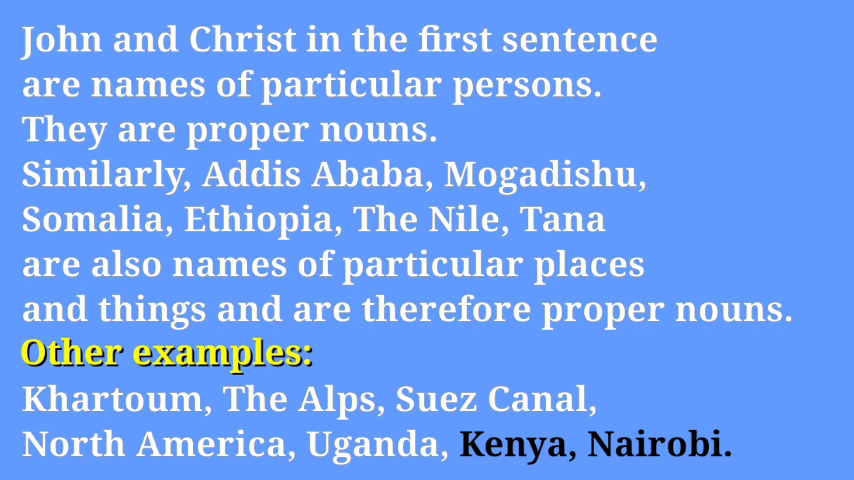 John and Christ in the first sentence
are names of particular persons.
They are proper nouns.
Similarly, Addis Ababa, Mogadishu,
Somalia, Ethiopia, The Nile, Tana
are also names of particular places
and things and are therefore proper nouns.
Other examples:
Khartoum, The Alps, Suez Canal,
North America, Uganda, Kenya, Nairobi.